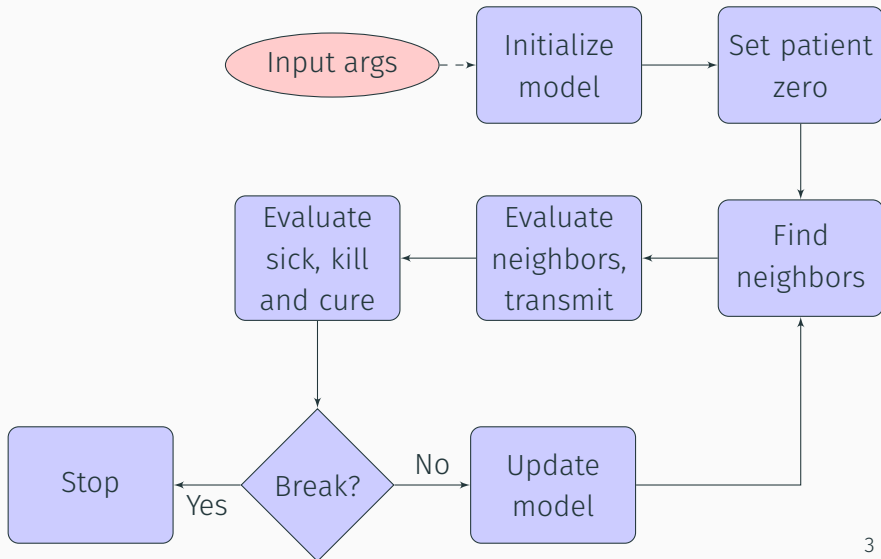 Input args
Initialize
model
Set patient
zero
Evaluate
sick, kill
and cure
Evaluate
neighbors,
transmit
Find
neighbors
Stop
Yes
Break?
No
Update
model
3